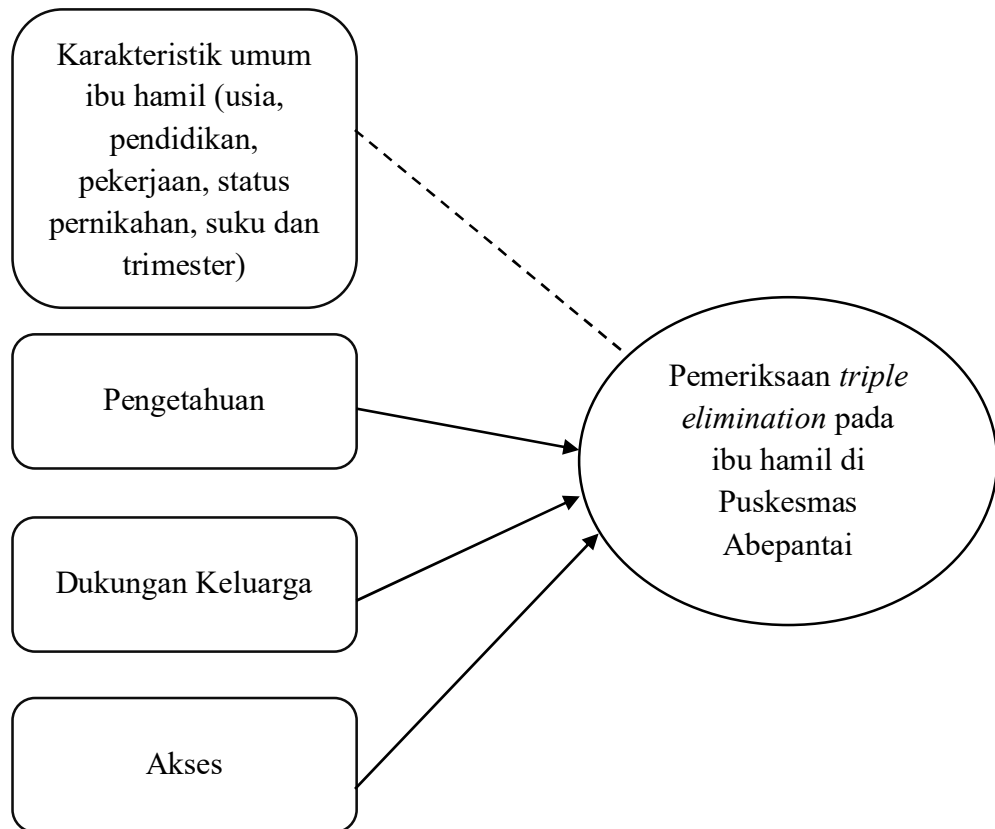 Karakteristik umum
ibu hamil (usia,
pendidikan,
pekerjaan, status
pernikahan, suku dan
trimester)
Pengetahuan
Dukungan Keluarga
Akses
Pemeriksaan triple
elimination pada
ibu hamil di
Puskesmas
Abepantai